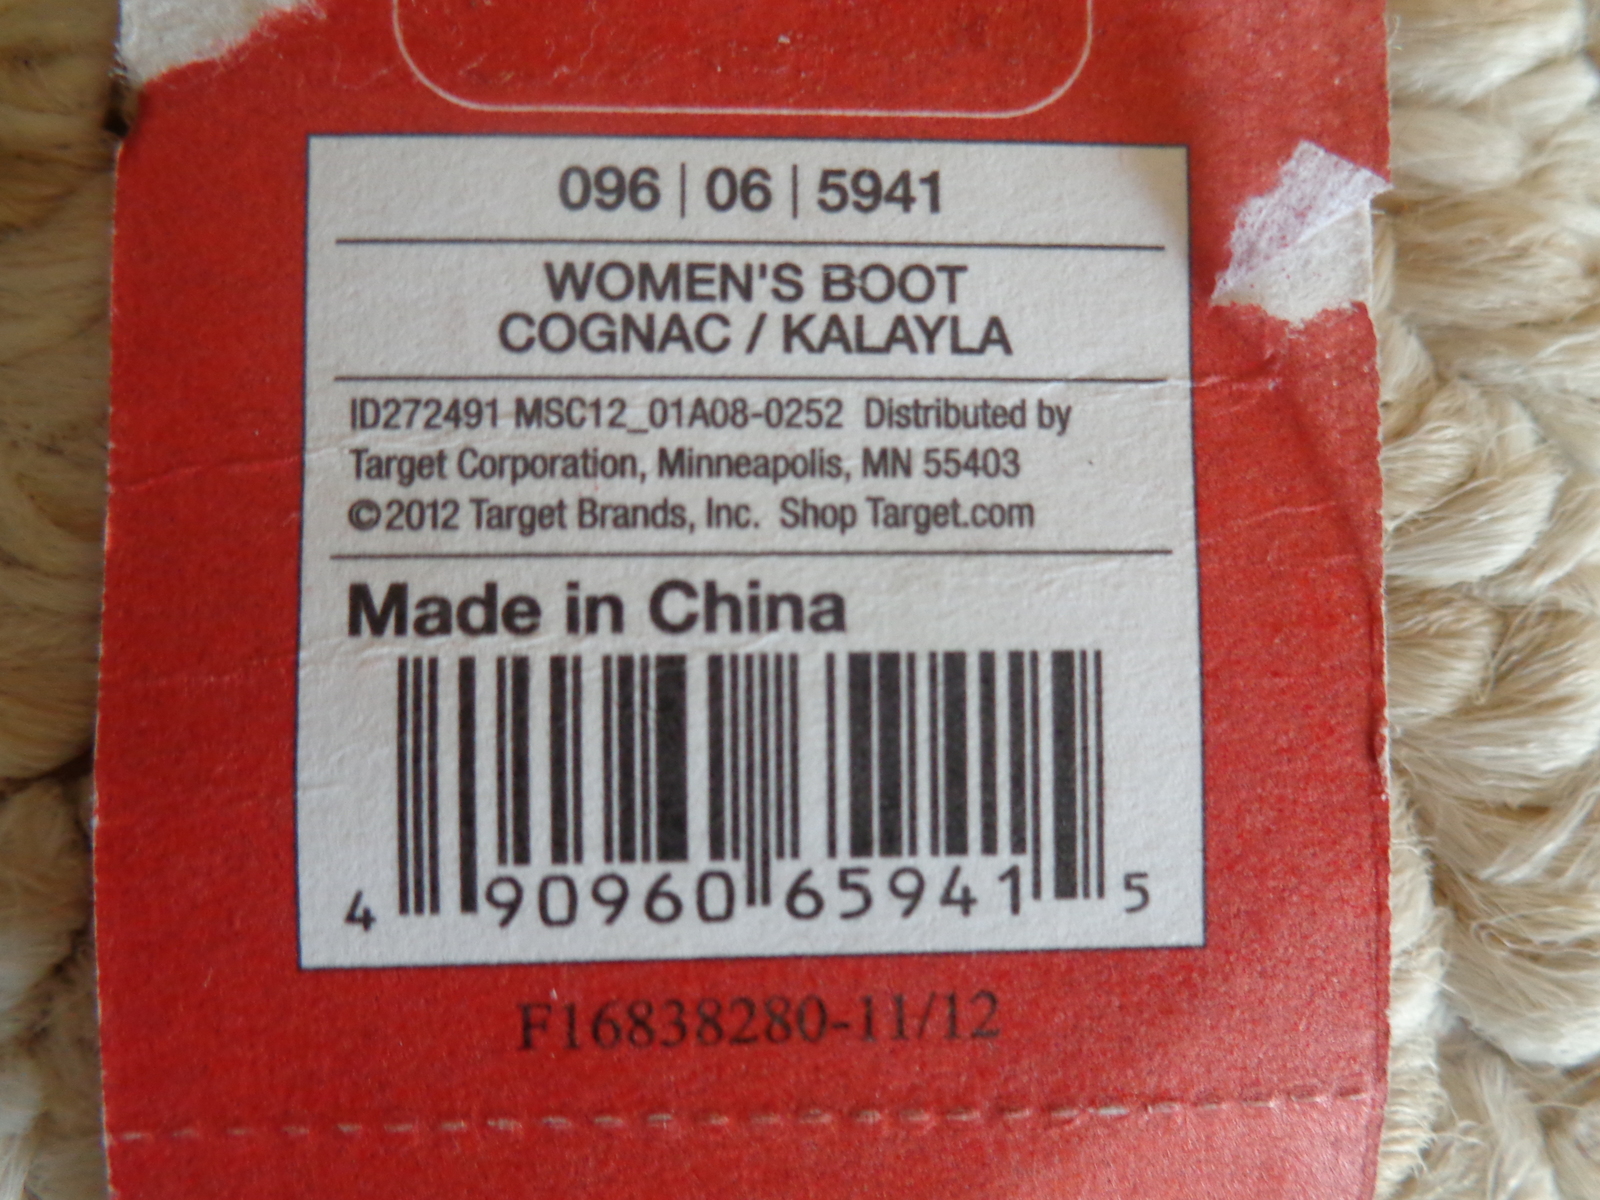 096 | 06 | 5941
WOMEN'S BOOT
COGNAC / KALAYLA
ID272491 MSC12_01A08-0252 Distributed by
Target Corporation, Minneapolis, MN 55403
©2012 Target Brands, Inc. Shop Target.com
Made in China
4 90960 65941 5
F16838280-11/12